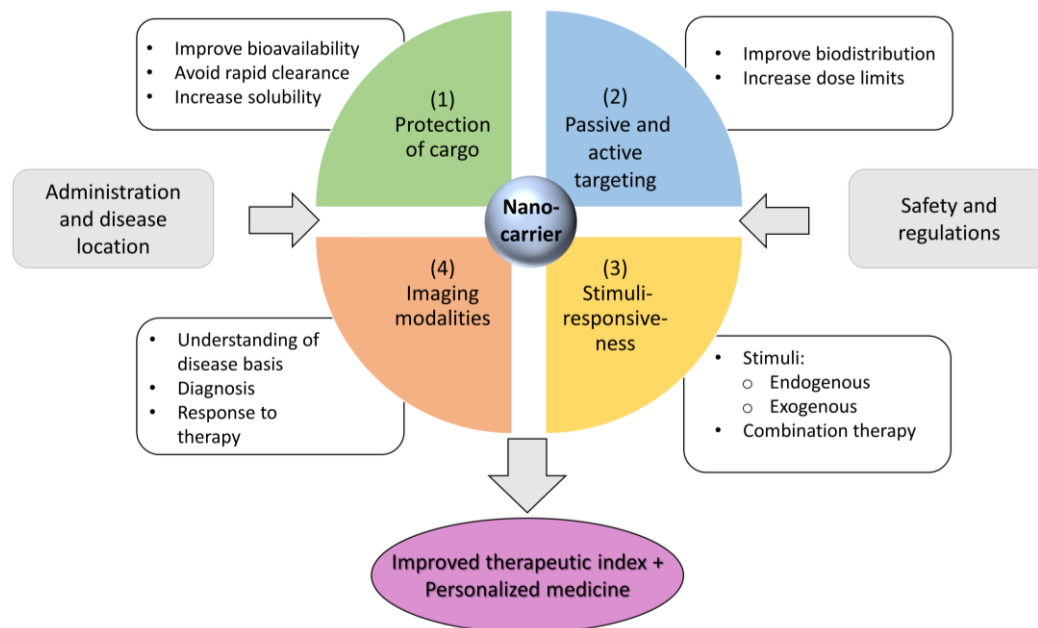 • Improve bioavailability
• Avoid rapid clearance
• Increase solubility
• Improve biodistribution
• Increase dose limits
(1)
Protection
of cargo
(2)
Passive and
active
targeting
Administration
and disease
location
Nano-
carrier
Safety and
regulations
(4)
Imaging
modalities
(3)
Stimuli-
responsive-
ness
• Understanding of
disease basis
• Diagnosis
• Response to
therapy
• Stimuli:
o Endogenous
o Exogenous
• Combination therapy
Improved therapeutic index +
Personalized medicine